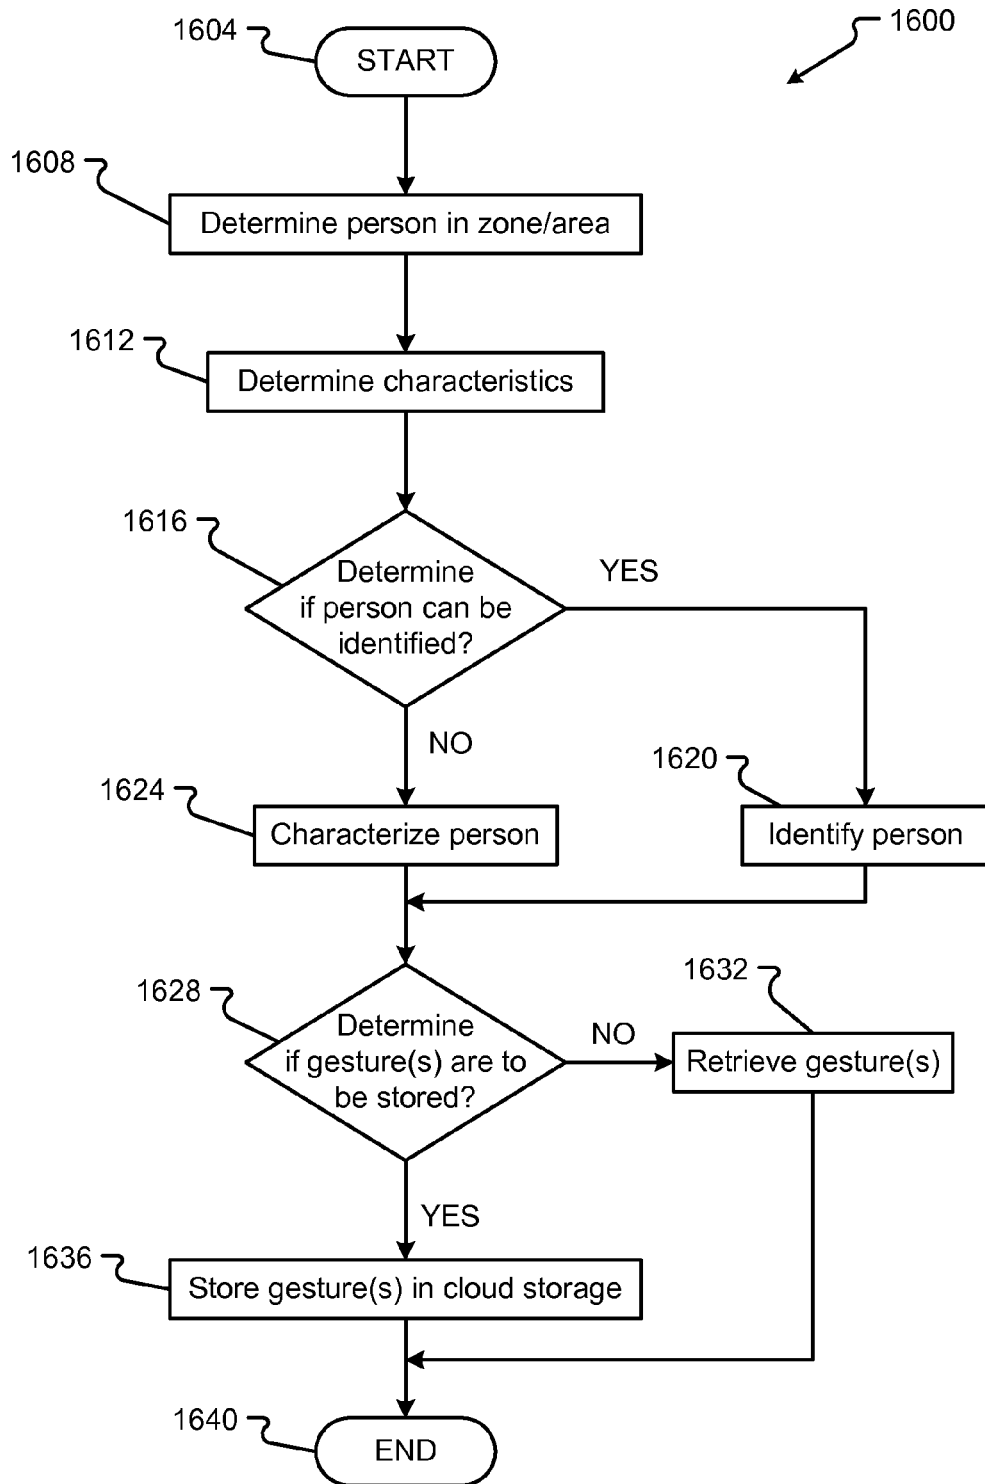 1600
1604
START
1608
Determine person in zone/area
1612
Determine characteristics
1616
Determine
if person can be
identified?
YES
NO
1620
1624
Characterize person
Identify person
1628
Determine
if gesture(s) are to
be stored?
NO
1632
Retrieve gesture(s)
YES
1636
Store gesture(s) in cloud storage
1640
END